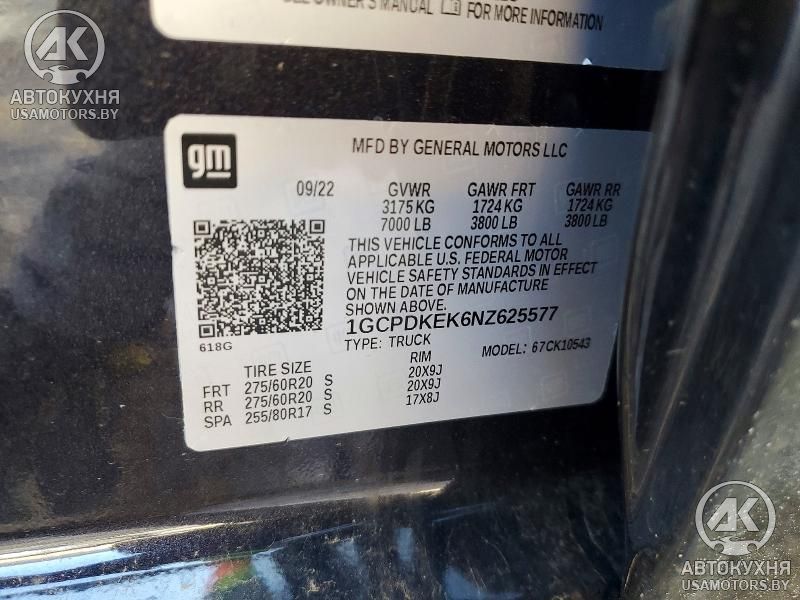 SEE OWNER'S MANUAL FOR MORE INFORMATION
AK
АВТОКУХНЯ
USAMOTORS.BY
gm
MFD BY GENERAL MOTORS LLC
09/22 GVWR GAWR FRT GAWR RR
3175 KG 1724 KG 1724 KG
7000 LB 3800 LB 3800 LB
THIS VEHICLE CONFORMS TO ALL
APPLICABLE U.S. FEDERAL MOTOR
VEHICLE SAFETY STANDARDS IN EFFECT
ON THE DATE OF MANUFACTURE
SHOWN ABOVE.
1GCPDKEK6NZ625577
TYPE: TRUCK MODEL: 67CK10543
618G
TIRE SIZE RIM
FRT 275/60R20 S 20X9J
RR 275/60R20 S 20X9J
SPA 255/80R17 S 17X8J
AK
АВТОКУХНЯ
USAMOTORS.BY